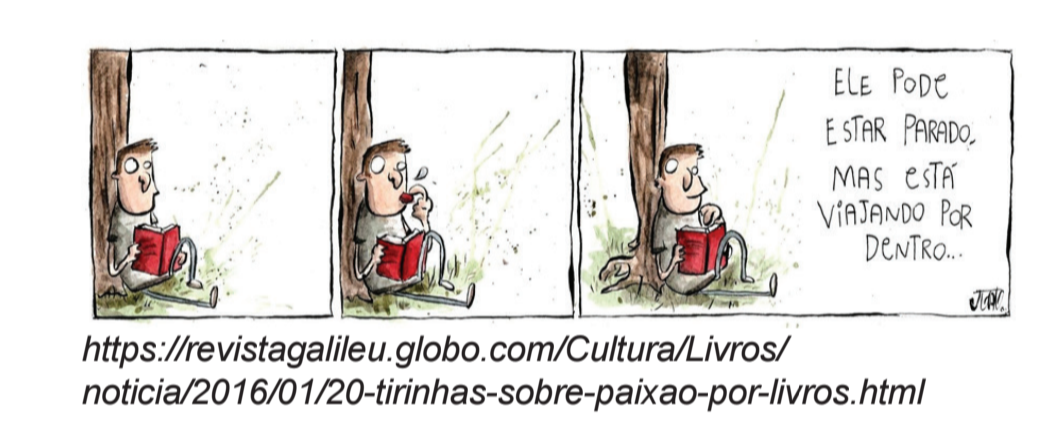 ELE PODE
ESTAR PARADO,
MAS ESTÁ
VIAJANDO POR
DENTRO...
https://revistagalileu.globo.com/Cultura/Livros/
noticia/2016/01/20-tirinhas-sobre-paixao-por-livros.html